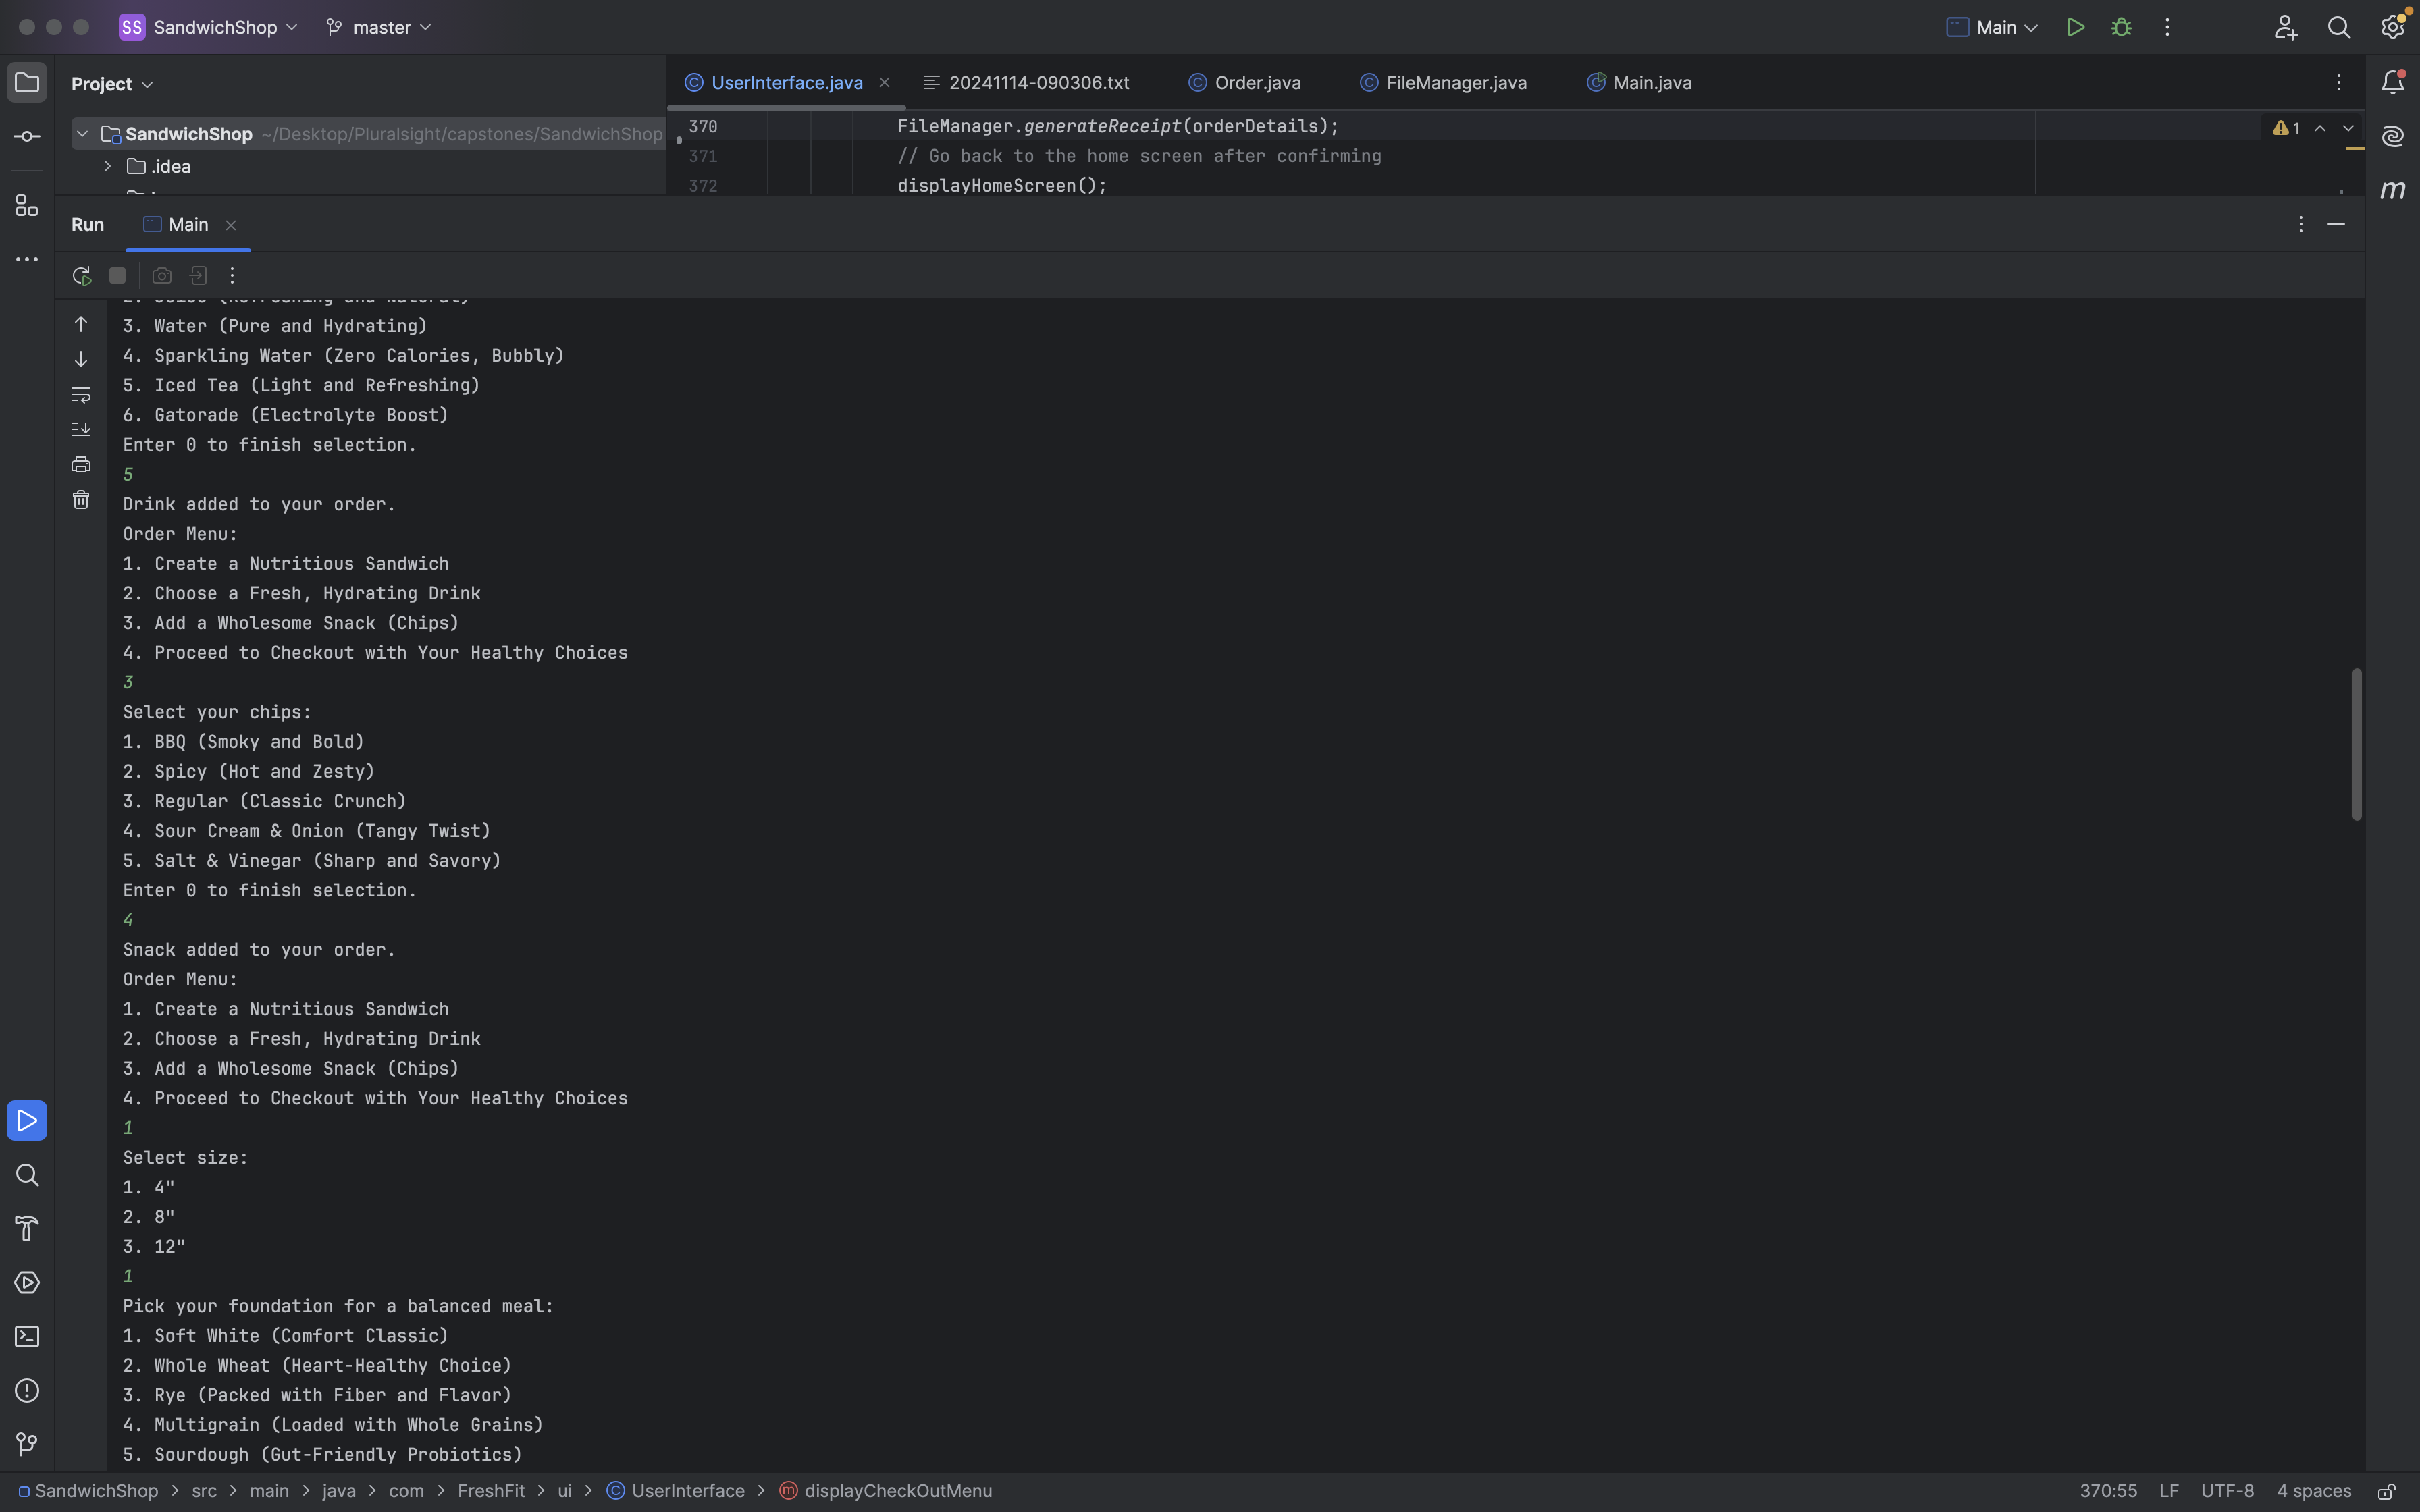 SS SandwichShop master Main
Project
UserInterface.java 20241114-090306.txt Order.java FileManager.java Main.java
SandwichShop ~/Desktop/Pluralsight/capstones/SandwichShop
.idea
370 FileManager.generateReceipt(orderDetails);
371 // Go back to the home screen after confirming
372 displayHomeScreen();
1
m
Run Main
3. Water (Pure and Hydrating)
4. Sparkling Water (Zero Calories, Bubbly)
5. Iced Tea (Light and Refreshing)
6. Gatorade (Electrolyte Boost)
Enter 0 to finish selection.
5
Drink added to your order.
Order Menu:
1. Create a Nutritious Sandwich
2. Choose a Fresh, Hydrating Drink
3. Add a Wholesome Snack (Chips)
4. Proceed to Checkout with Your Healthy Choices
3
Select your chips:
1. BBQ (Smoky and Bold)
2. Spicy (Hot and Zesty)
3. Regular (Classic Crunch)
4. Sour Cream & Onion (Tangy Twist)
5. Salt & Vinegar (Sharp and Savory)
Enter 0 to finish selection.
4
Snack added to your order.
Order Menu:
1. Create a Nutritious Sandwich
2. Choose a Fresh, Hydrating Drink
3. Add a Wholesome Snack (Chips)
4. Proceed to Checkout with Your Healthy Choices
1
Select size:
1. 4"
2. 8"
3. 12"
1
Pick your foundation for a balanced meal:
1. Soft White (Comfort Classic)
2. Whole Wheat (Heart-Healthy Choice)
3. Rye (Packed with Fiber and Flavor)
4. Multigrain (Loaded with Whole Grains)
5. Sourdough (Gut-Friendly Probiotics)
SandwichShop > src > main > java > com > FreshFit > ui > UserInterface > displayCheckOutMenu 370:55 LF UTF-8 4 spaces